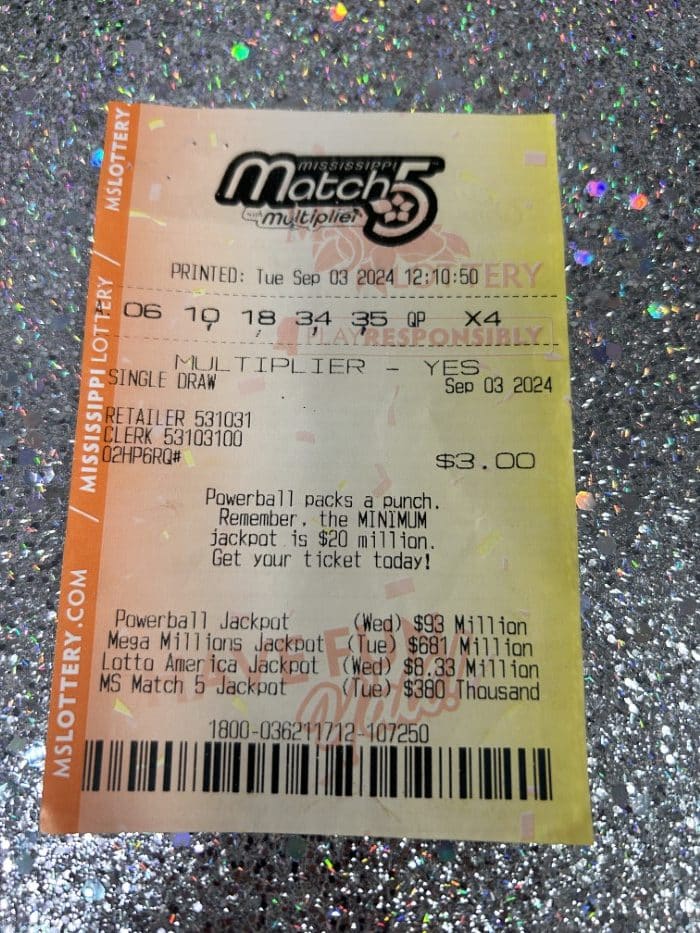 MISSISSIPPI
Match 5
with multiplier
PRINTED: Tue Sep 03 2024 12:10:50
LOTTERY
06 10 18 34 35 QP X4
PLAY RESPONSIBLY
MULTIPLIER - YES
SINGLE DRAW Sep 03 2024
RETAILER 531031
CLERK 53103100
02HP6RQ# $3.00
Powerball packs a punch.
Remember, the MINIMUM
jackpot is $20 million.
Get your ticket today!
Powerball Jackpot (Wed) $93 Million
Mega Millions Jackpot (Tue) $681 Million
Lotto America Jackpot (Wed) $8.33 Million
MS Match 5 Jackpot (Tue) $380 Thousand
HAVE FUN
1800-036211712-107250
MSLOTTERY.COM / MISSISSIPPI LOTTERY / MSLOTTERY